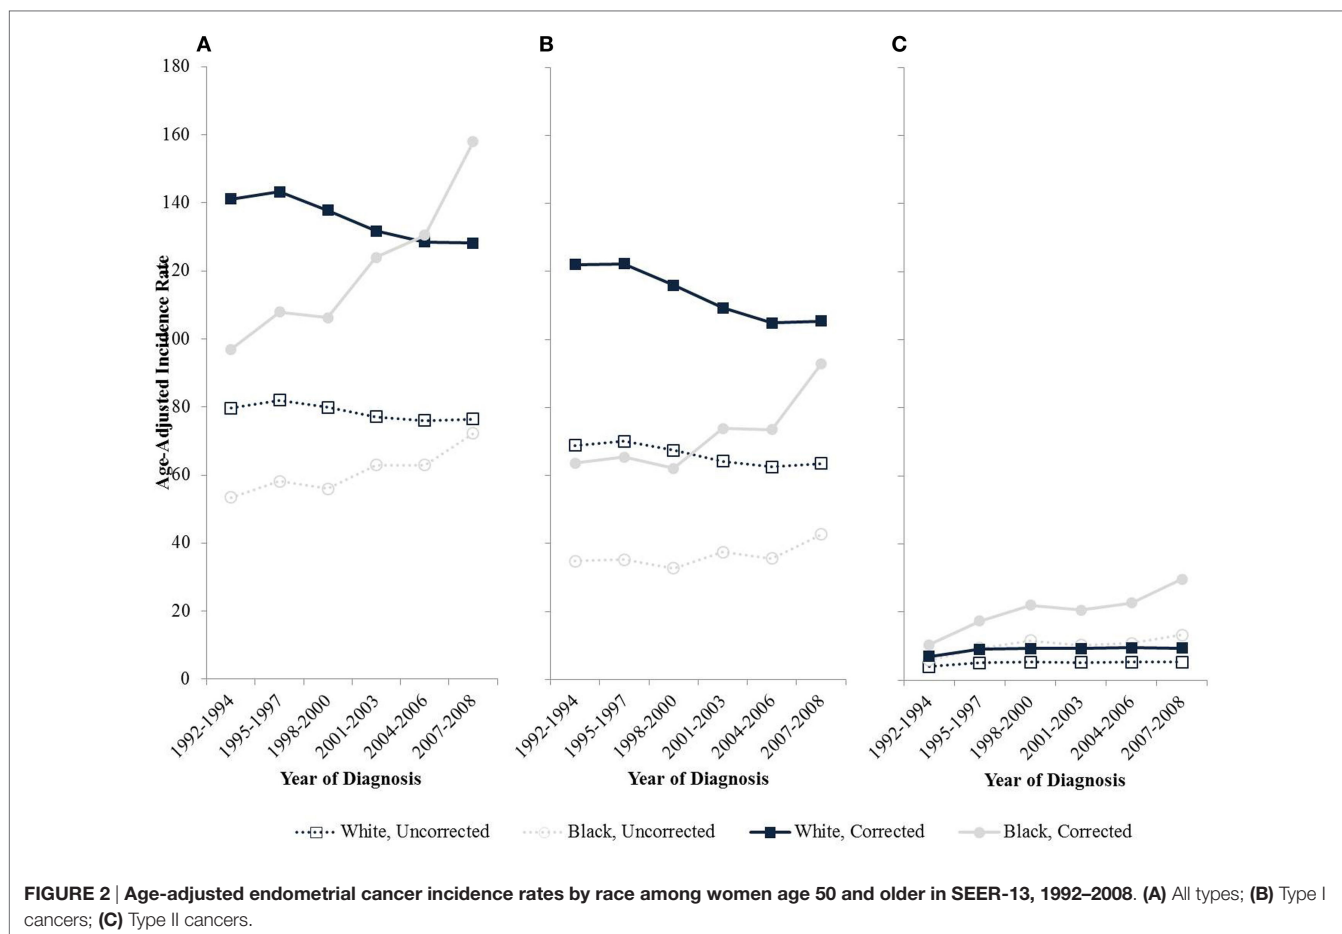 A
B
C
Age-Adjusted Incidence Rate
180
160
140
120
100
80
60
40
20
0
1992-1994
1995-1997
1998-2000
2001-2003
2004-2006
2007-2008
Year of Diagnosis
1992-1994
1995-1997
1998-2000
2001-2003
2004-2006
2007-2008
Year of Diagnosis
1992-1994
1995-1997
1998-2000
2001-2003
2004-2006
2007-2008
Year of Diagnosis
White, Uncorrected
Black, Uncorrected
White, Corrected
Black, Corrected
FIGURE 2 | Age-adjusted endometrial cancer incidence rates by race among women age 50 and older in SEER-13, 1992–2008. (A) All types; (B) Type I
cancers; (C) Type II cancers.